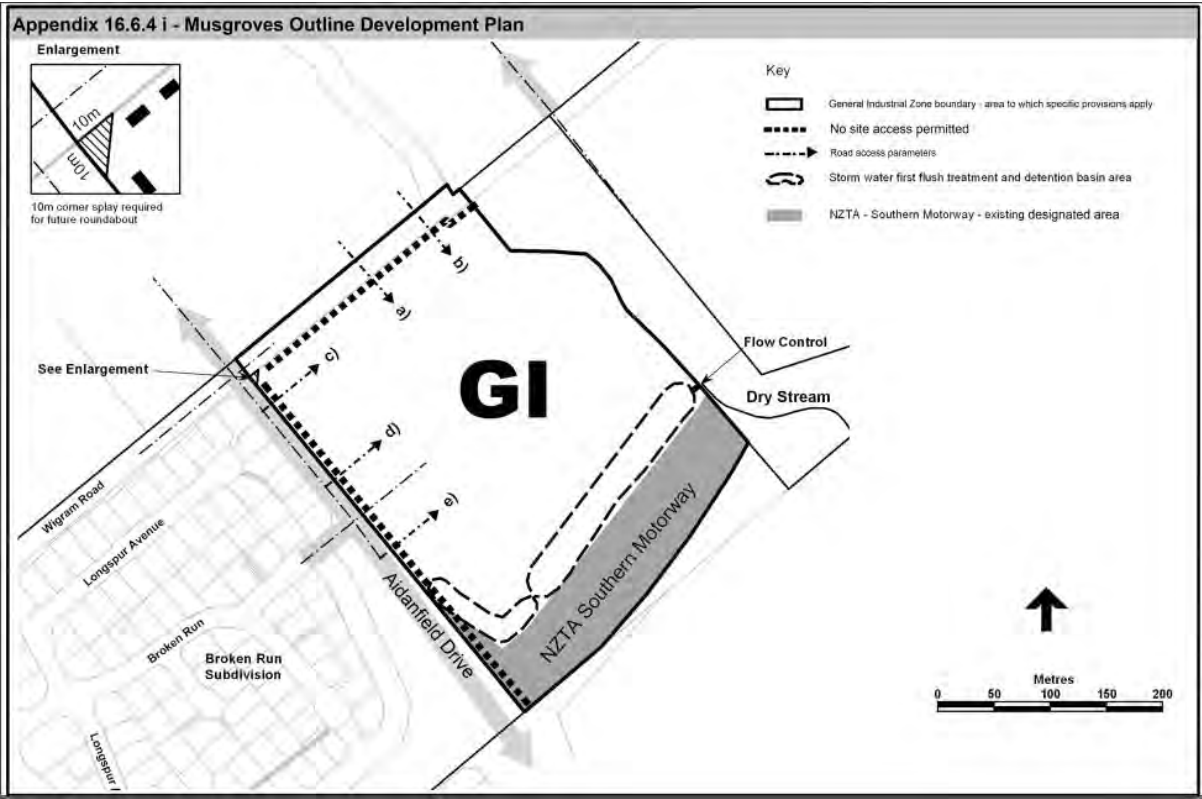 Appendix 16.6.4 i - Musgroves Outline Development Plan
Enlargement
10m
10m
10m corner splay required
for future roundabout
Key
General Industrial Zone boundary - area to which specific provisions apply
No site access permitted
Road access parameters
Storm water first flush treatment and detention basin area
NZTA - Southern Motorway - existing designated area
b)
a)
See Enlargement
c)
GI
Flow Control
Dry Stream
d)
e)
Wigram Road
Longspur Avenue
Aidanfield Drive
NZTA Southern Motorway
Broken Run
Broken Run
Subdivision
Longspur A
Metres
0 50 100 150 200